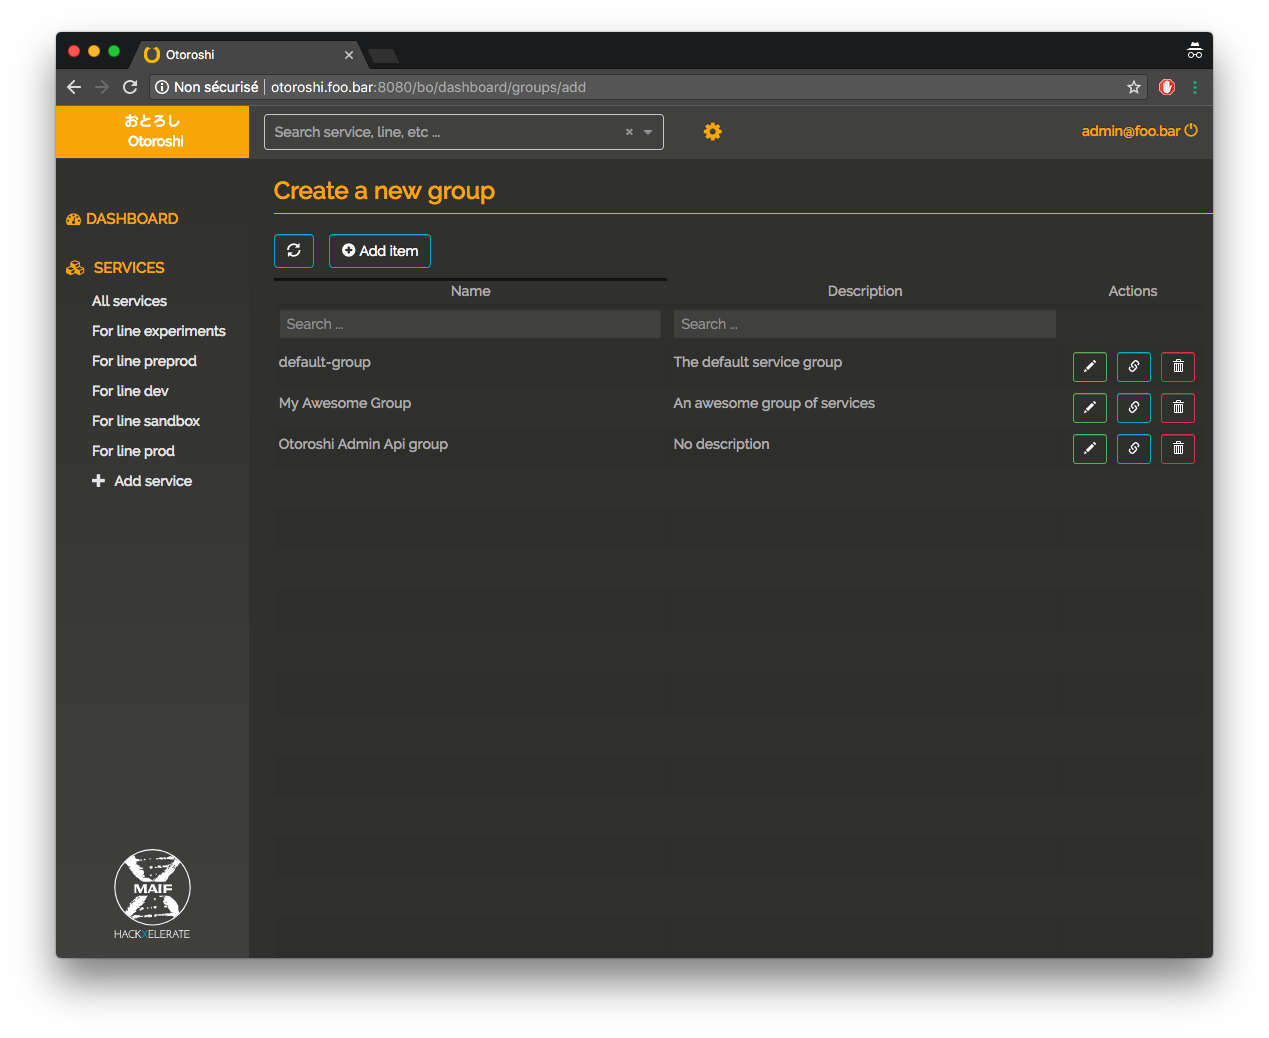 Otoroshi
Non sécurisé | otoroshi.foo.bar:8080/bo/dashboard/groups/add
おとろし
Otoroshi
Search service, line, etc ...
admin@foo.bar
Create a new group
DASHBOARD
SERVICES
All services
For line experiments
For line preprod
For line dev
For line sandbox
For line prod
Add service
Add item
Name Description Actions
Search ... Search ...
default-group The default service group
My Awesome Group An awesome group of services
Otoroshi Admin Api group No description
MAIF
HACKXELERATE